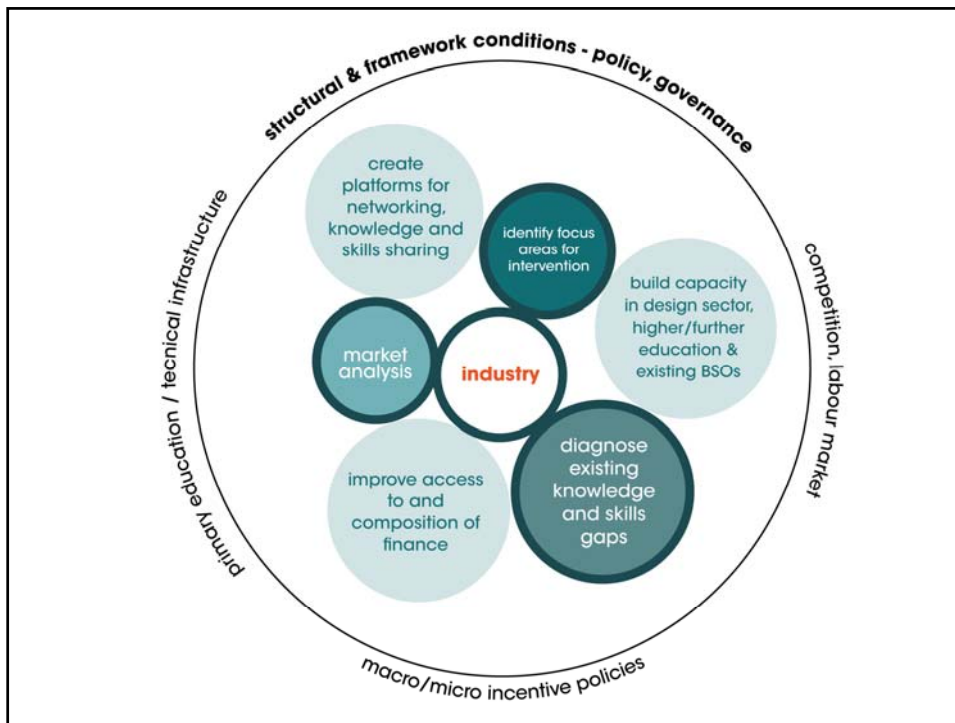 structural & framework conditions - policy, governance
create
platforms for
networking,
knowledge and
skills sharing
identify focus
areas for
intervention
build capacity
in design sector,
higher/further
education &
existing BSOs
market
analysis
industry
diagnose
existing
knowledge
and skills
gaps
improve access
to and
composition of
finance
primary education / tecnical infrastructure
competition, labour market
macro/micro incentive policies